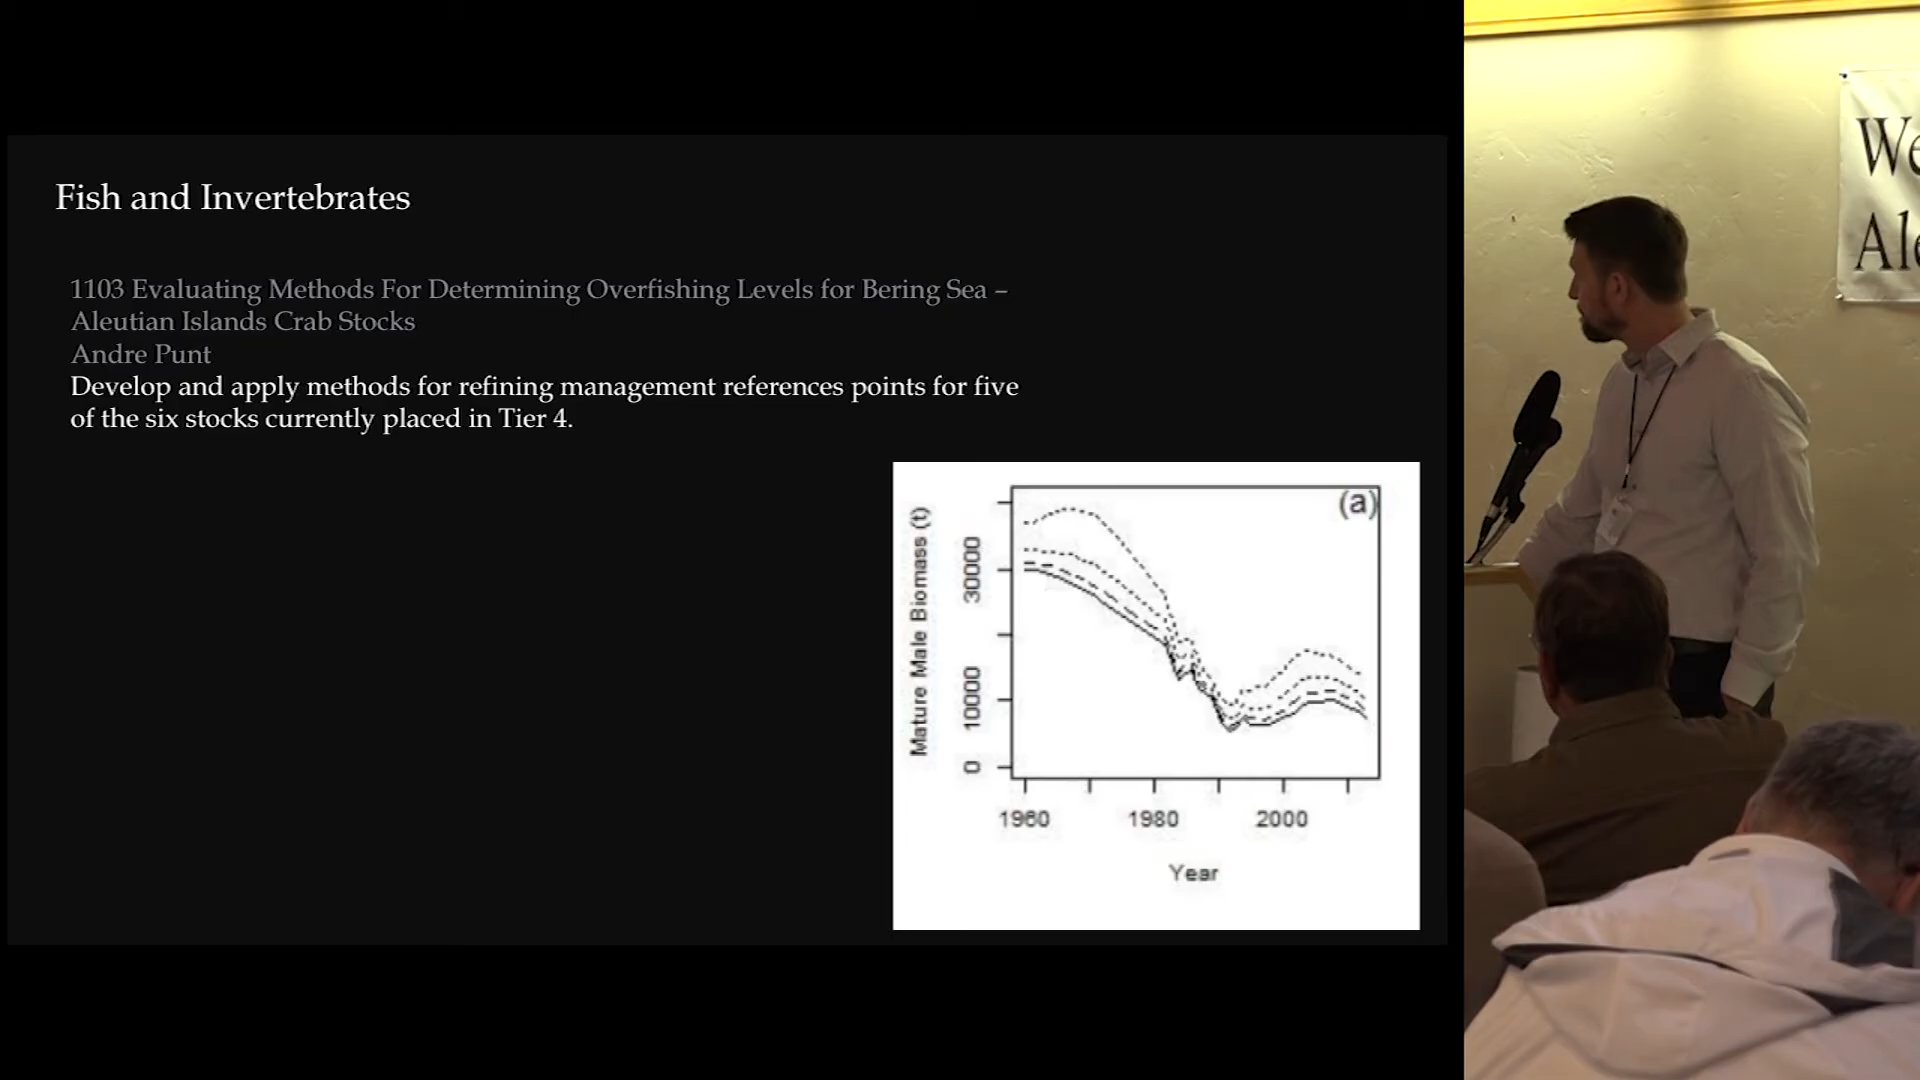 Fish and Invertebrates
1103 Evaluating Methods For Determining Overfishing Levels for Bering Sea –
Aleutian Islands Crab Stocks
Andre Punt
Develop and apply methods for refining management references points for five
of the six stocks currently placed in Tier 4.
(a)
Mature Male Biomass (t)
30000
10000
0
1960 1980 2000
Year
We
Ale